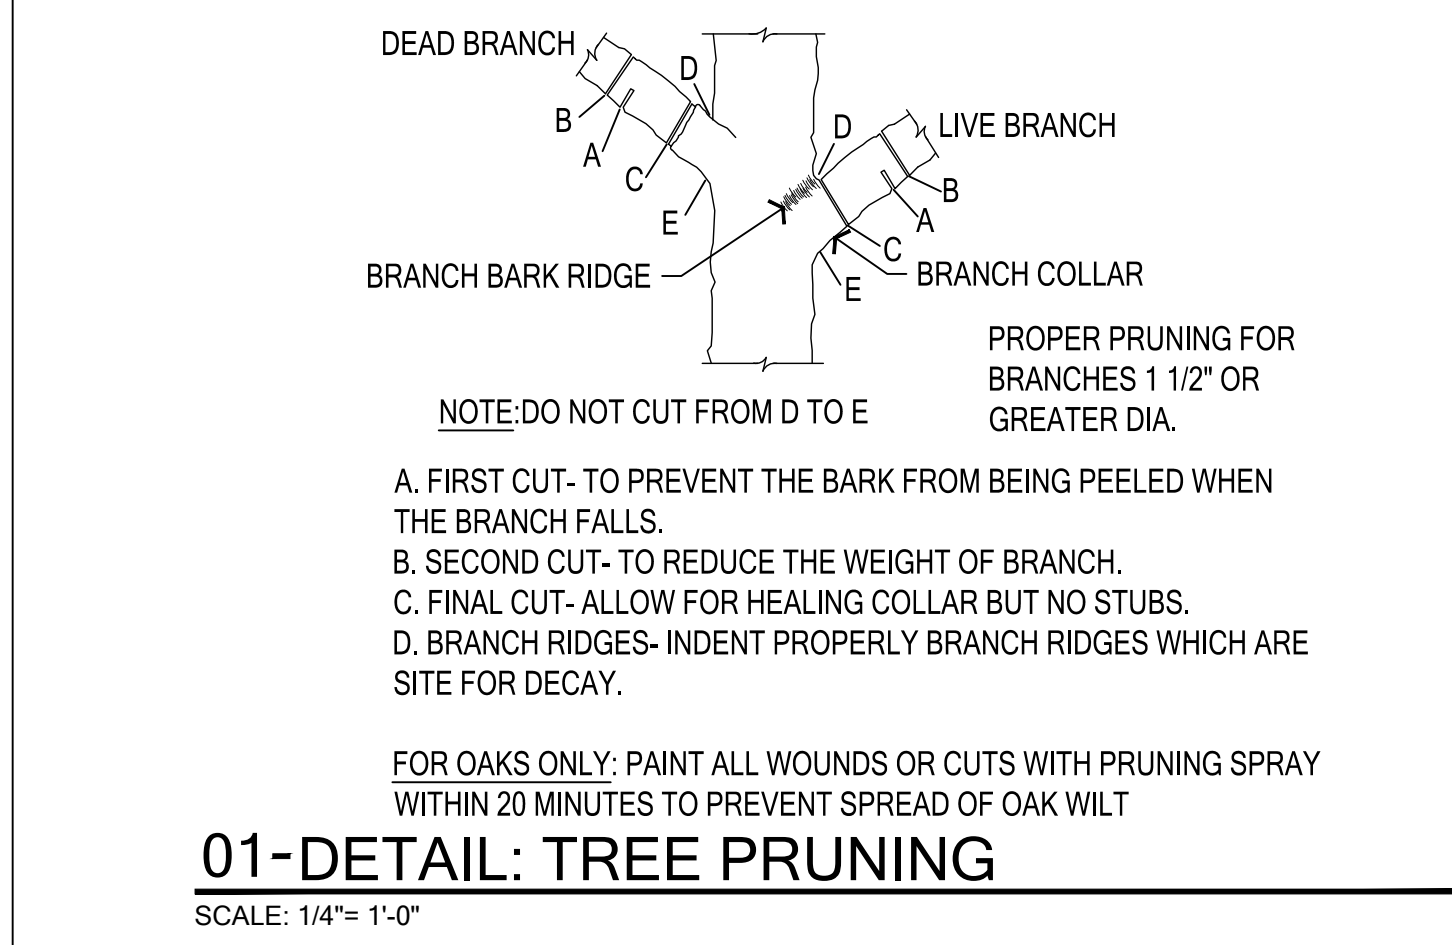 DEAD BRANCH
D
B
A
C
E
D
LIVE BRANCH
B
A
C
E
BRANCH BARK RIDGE
BRANCH COLLAR
PROPER PRUNING FOR
BRANCHES 1 1/2" OR
GREATER DIA.
NOTE:DO NOT CUT FROM D TO E
A. FIRST CUT- TO PREVENT THE BARK FROM BEING PEELED WHEN
THE BRANCH FALLS.
B. SECOND CUT- TO REDUCE THE WEIGHT OF BRANCH.
C. FINAL CUT- ALLOW FOR HEALING COLLAR BUT NO STUBS.
D. BRANCH RIDGES- INDENT PROPERLY BRANCH RIDGES WHICH ARE
SITE FOR DECAY.
FOR OAKS ONLY: PAINT ALL WOUNDS OR CUTS WITH PRUNING SPRAY
WITHIN 20 MINUTES TO PREVENT SPREAD OF OAK WILT
01-DETAIL: TREE PRUNING
SCALE: 1/4"= 1'-0"